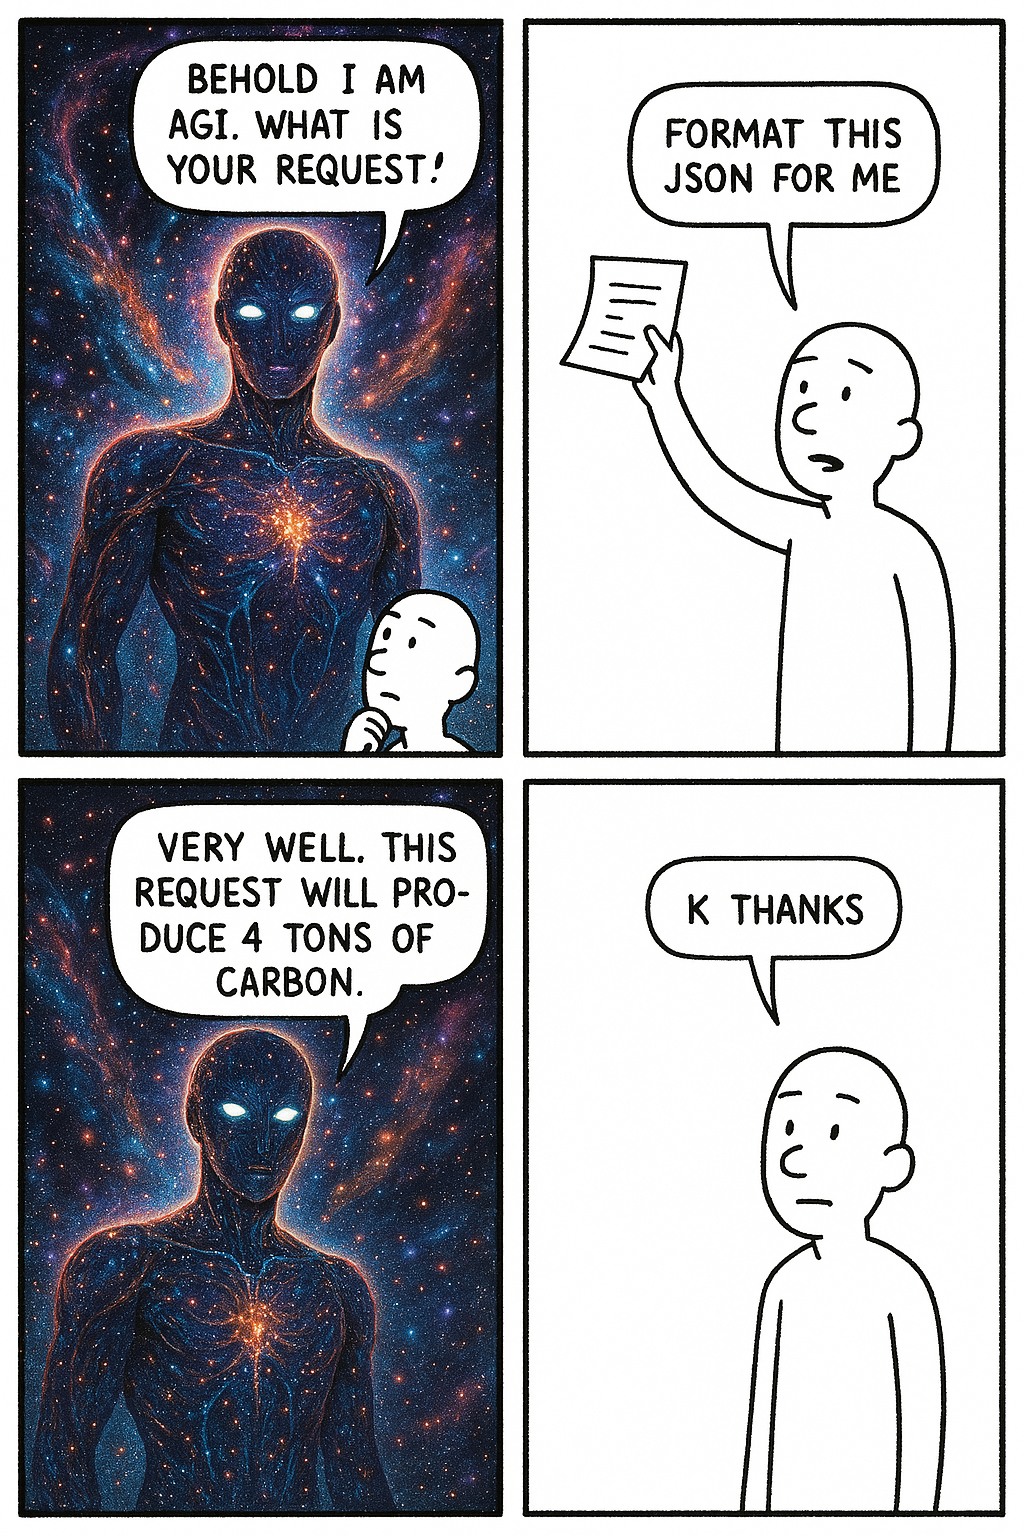 BEHOLD I AM
AGI. WHAT IS
YOUR REQUEST!
FORMAT THIS
JSON FOR ME
VERY WELL. THIS
REQUEST WILL PRO-
DUCE 4 TONS OF
CARBON.
K THANKS